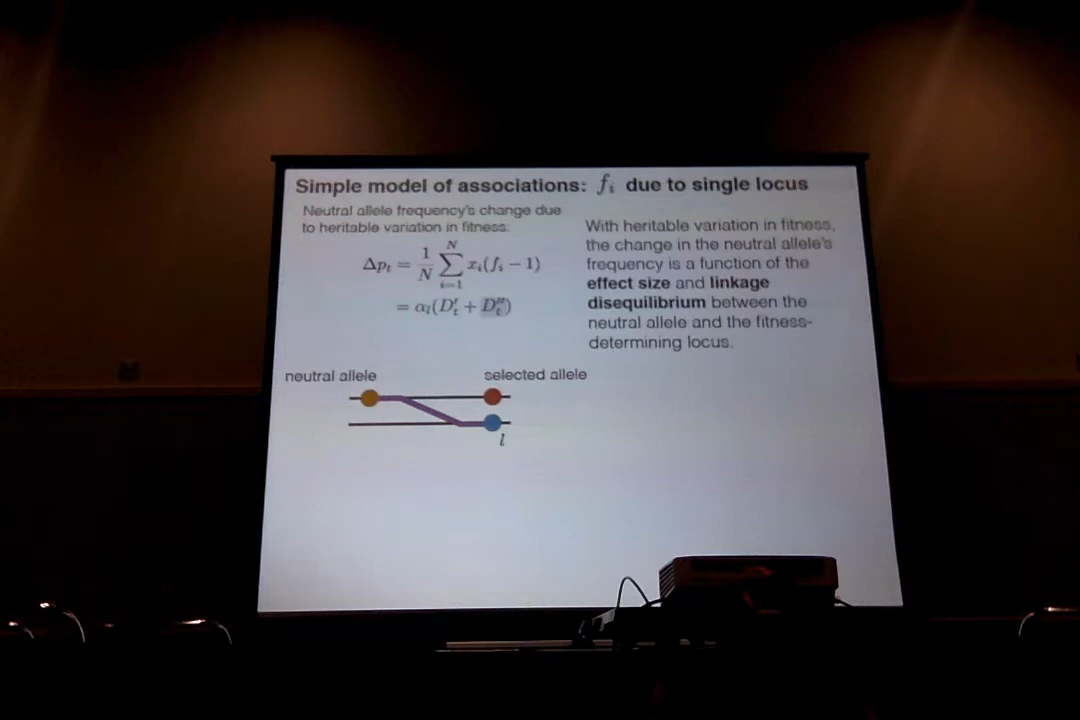 Simple model of associations: fᵢ due to single locus
Neutral allele frequency's change due
to heritable variation in fitness:
Δpₜ = 1/N ∑ᵢ₌₁ᴺ xᵢ(fᵢ − 1)
= αₗ(D′ₜ + D″ₜ)
With heritable variation in fitness,
the change in the neutral allele's
frequency is a function of the
effect size and linkage
disequilibrium between the
neutral allele and the fitness-
determining locus.
neutral allele
selected allele
l